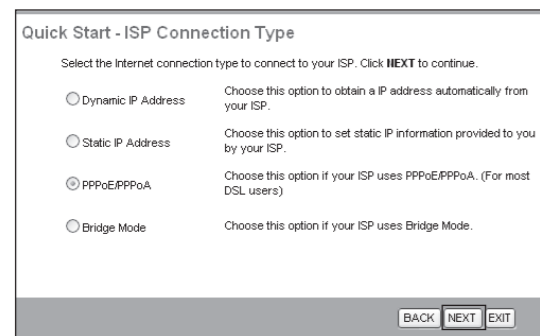 Quick Start - ISP Connection Type
Select the Internet connection type to connect to your ISP. Click NEXT to continue.
Dynamic IP Address
Choose this option to obtain a IP address automatically from
your ISP.
Static IP Address
Choose this option to set static IP information provided to you
by your ISP.
PPPoE/PPPoA
Choose this option if your ISP uses PPPoE/PPPoA. (For most
DSL users)
Bridge Mode
Choose this option if your ISP uses Bridge Mode.
BACK NEXT EXIT